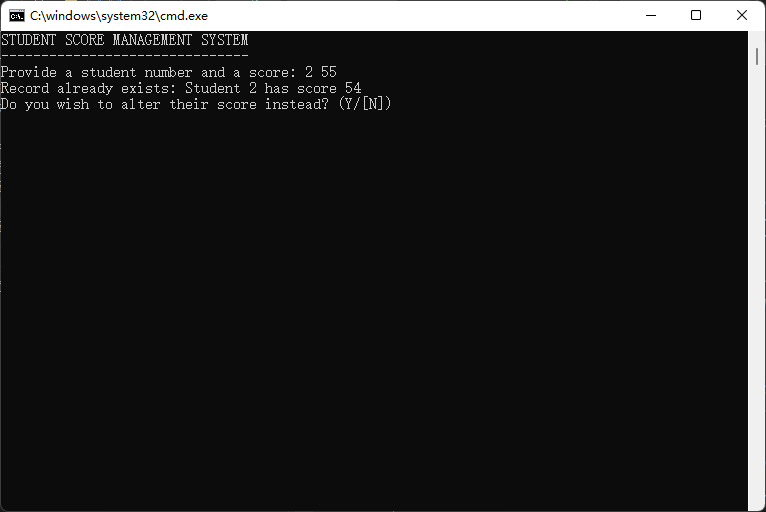 C:\windows\system32\cmd.exe
STUDENT SCORE MANAGEMENT SYSTEM
-------------------------------
Provide a student number and a score: 2 55
Record already exists: Student 2 has score 54
Do you wish to alter their score instead? (Y/[N])